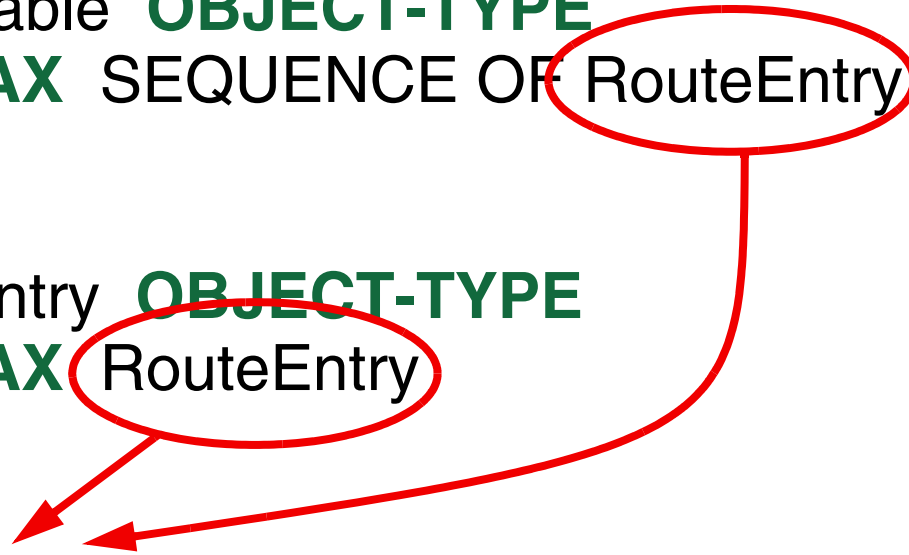 able OBJECT-TYPE
AX SEQUENCE OF RouteEntry
ntry OBJECT-TYPE
AX RouteEntry